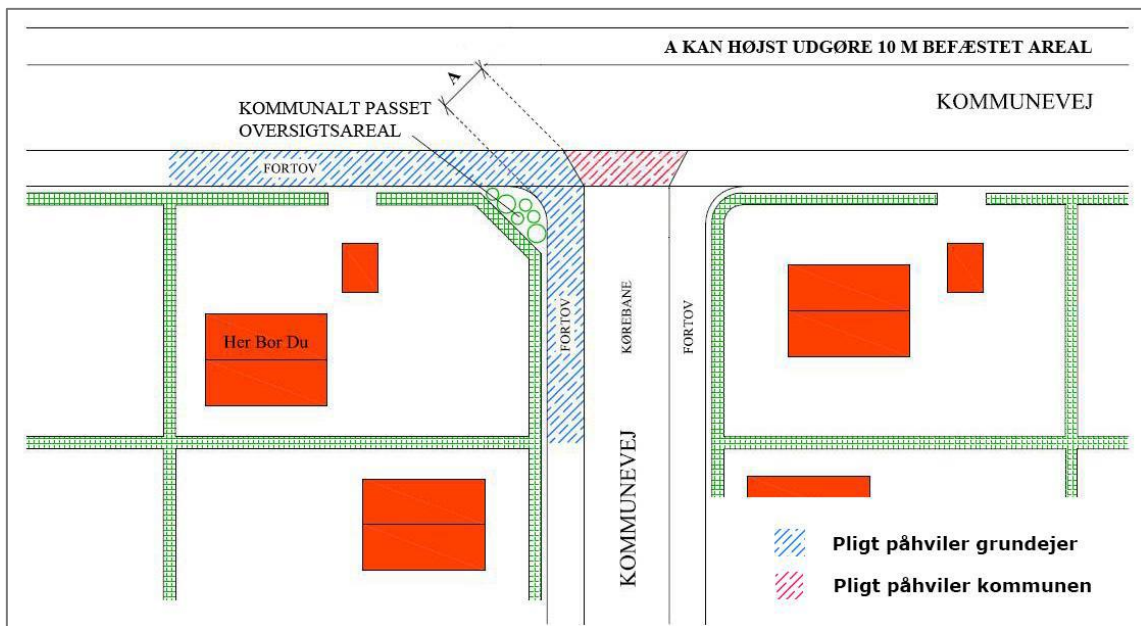 A KAN HØJST UDGØRE 10 M BEFÆSTET AREAL
A
KOMMUNEVEJ
KOMMUNALT PASSET
OVERSIGTSAREAL
FORTOV
FORTOV
KØREBANE
FORTOV
Her Bor Du
KOMMUNEVEJ
Pligt påhviler grundejer
Pligt påhviler kommunen